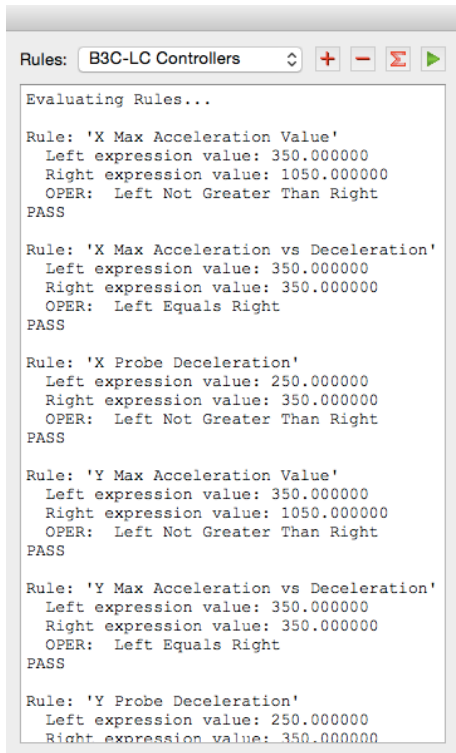 Rules: B3C-LC Controllers
Evaluating Rules...
Rule: 'X Max Acceleration Value'
Left expression value: 350.000000
Right expression value: 1050.000000
OPER:  Left Not Greater Than Right
PASS
Rule: 'X Max Acceleration vs Deceleration'
Left expression value: 350.000000
Right expression value: 350.000000
OPER:  Left Equals Right
PASS
Rule: 'X Probe Deceleration'
Left expression value: 250.000000
Right expression value: 350.000000
OPER:  Left Not Greater Than Right
PASS
Rule: 'Y Max Acceleration Value'
Left expression value: 350.000000
Right expression value: 1050.000000
OPER:  Left Not Greater Than Right
PASS
Rule: 'Y Max Acceleration vs Deceleration'
Left expression value: 350.000000
Right expression value: 350.000000
OPER:  Left Equals Right
PASS
Rule: 'Y Probe Deceleration'
Left expression value: 250.000000
Right expression value: 350.000000